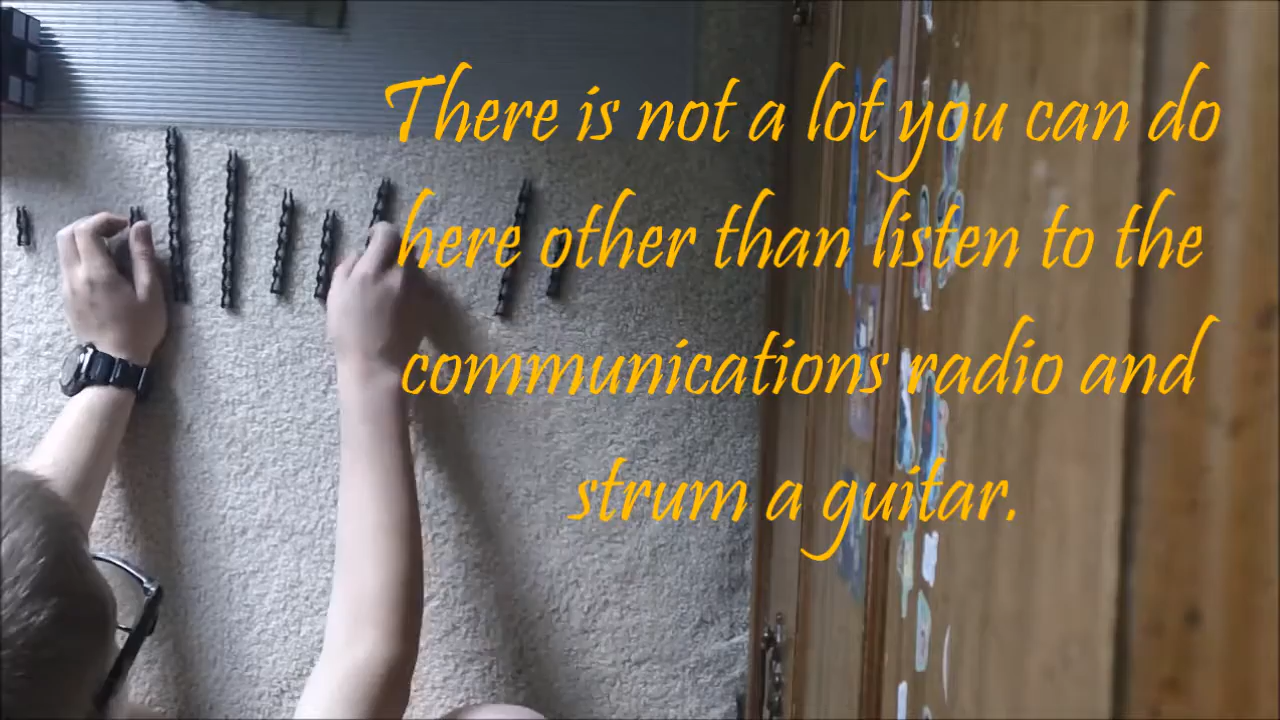 There is not a lot you can do
here other than listen to the
communications radio and
strum a guitar.